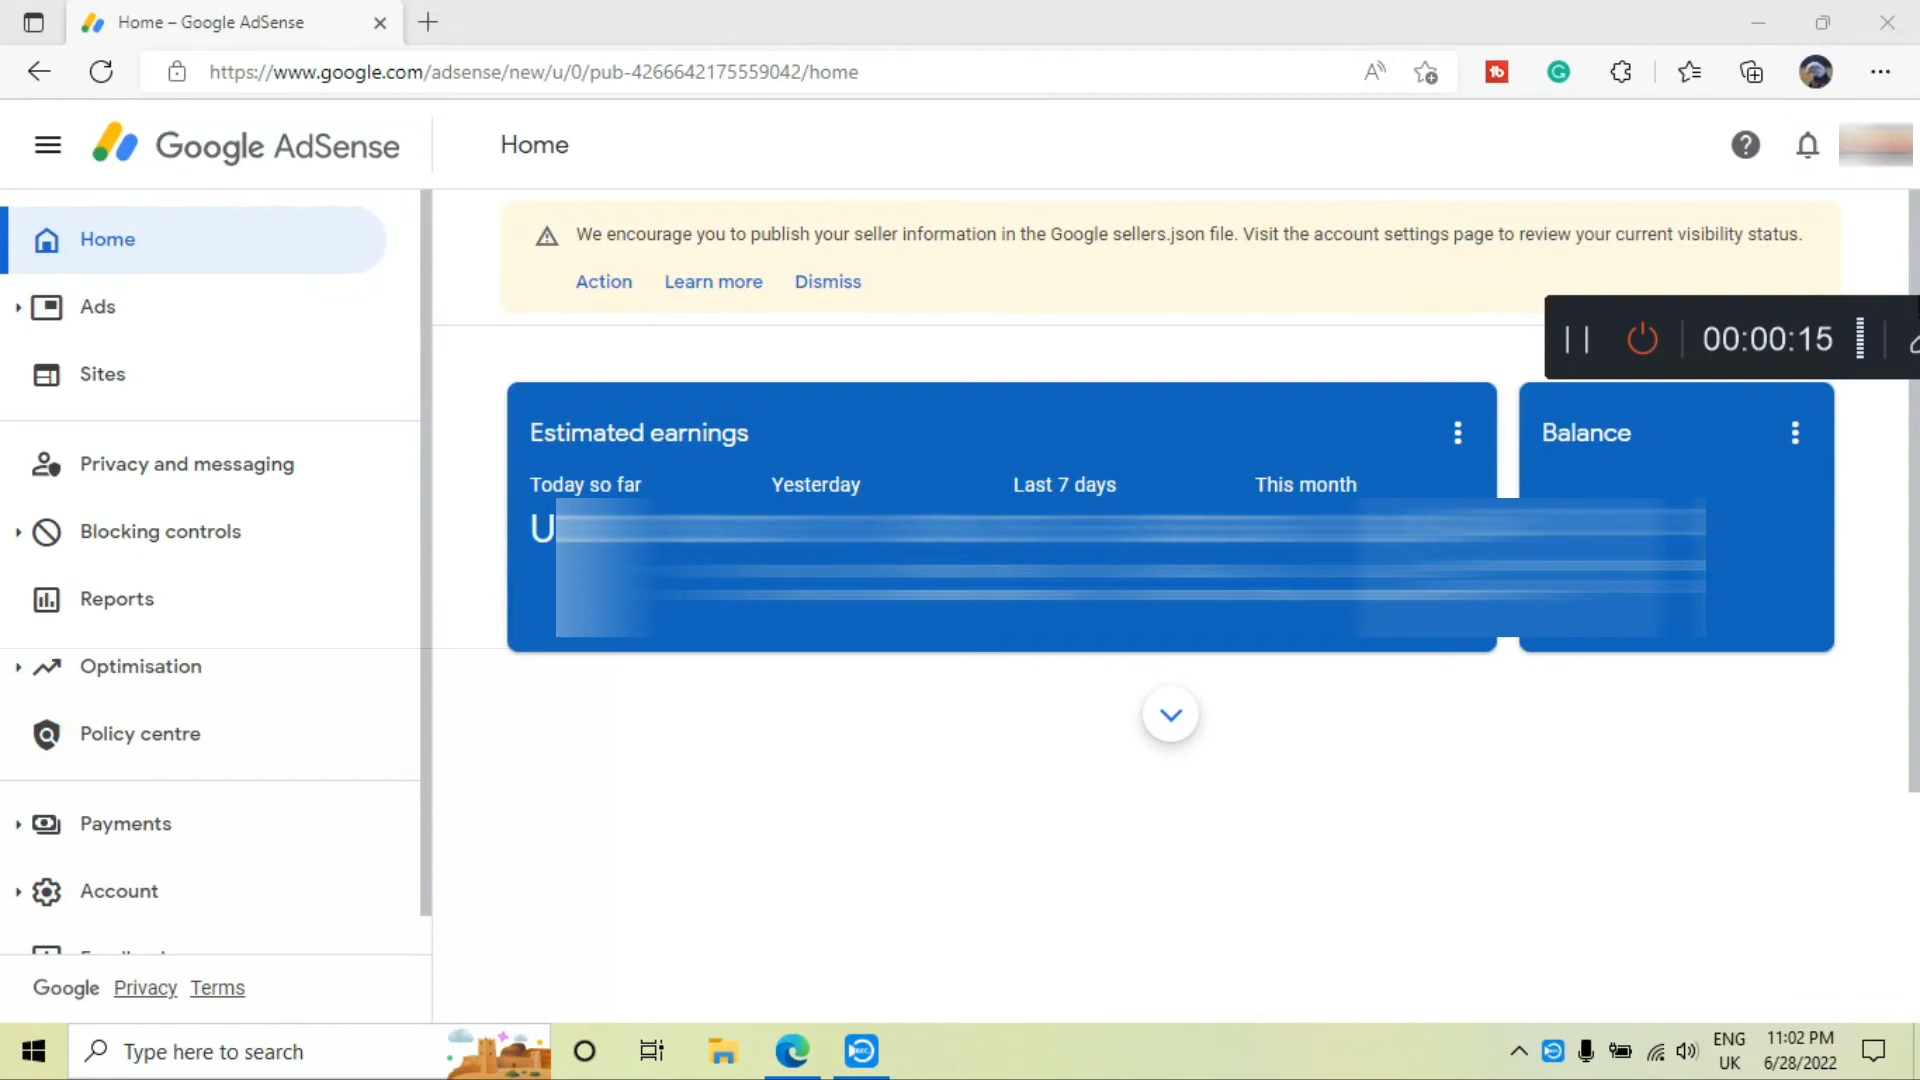 Home – Google AdSense
https://www.google.com/adsense/new/u/0/pub-4266642175559042/home
Google AdSense
Home
We encourage you to publish your seller information in the Google sellers.json file. Visit the account settings page to review your current visibility status.
Action Learn more Dismiss
Home
Ads
Sites
Privacy and messaging
Blocking controls
Reports
Optimisation
Policy centre
Payments
Account
Google Privacy Terms
00:00:15
Estimated earnings
Today so far Yesterday Last 7 days This month
U
Balance
Type here to search
ENG
UK
11:02 PM
6/28/2022